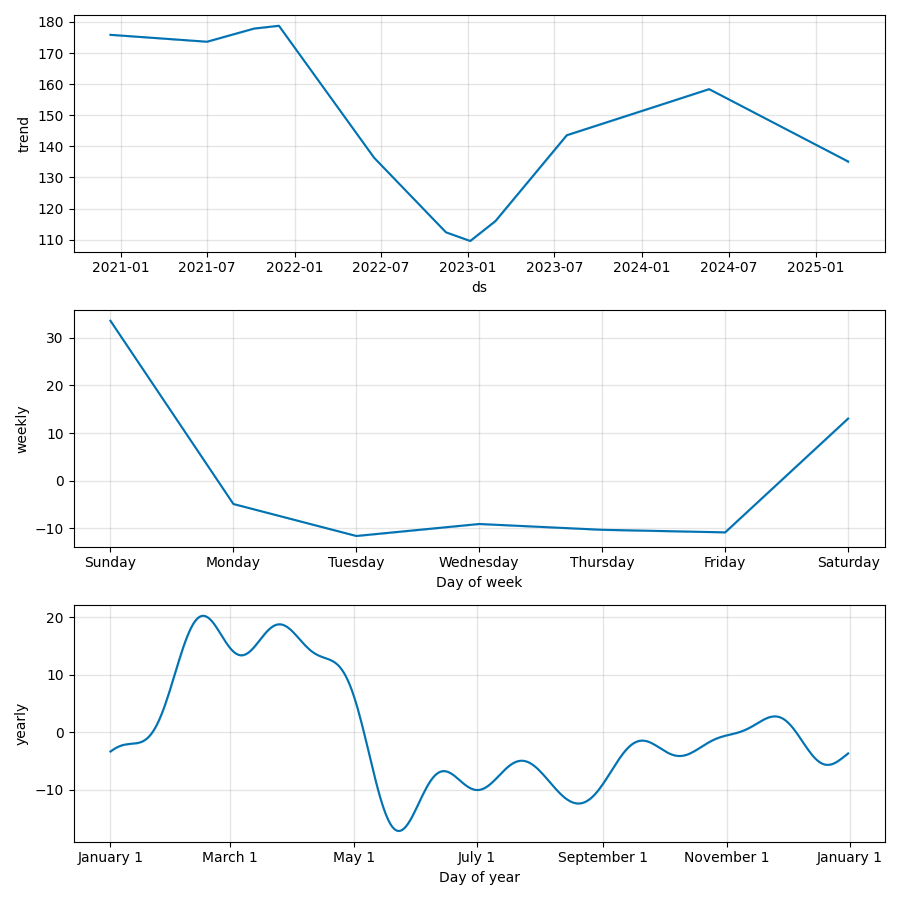 180
170
160
150
140
130
120
110
trend
2021-01 2021-07 2022-01 2022-07 2023-01 2023-07 2024-01 2024-07 2025-01
ds
30
20
10
0
−10
weekly
Sunday Monday Tuesday Wednesday Thursday Friday Saturday
Day of week
20
10
0
−10
yearly
January 1 March 1 May 1 July 1 September 1 November 1 January 1
Day of year